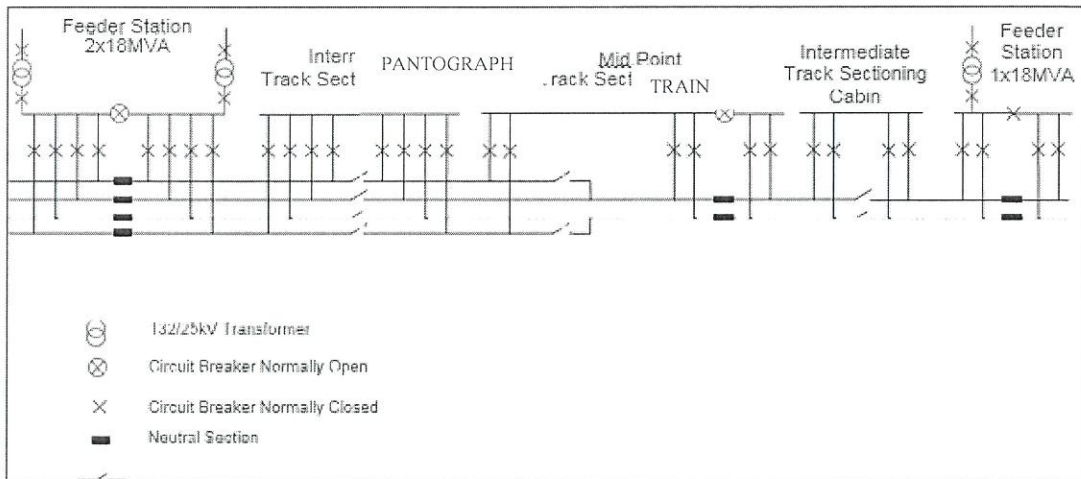 Feeder Station
2x18MVA
Interr
Track Sect
PANTOGRAPH
Mid Point
rack Sect
TRAIN
Intermediate
Track Sectioning
Cabin
Feeder
Station
1x18MVA
132/25kV Transformer
Circuit Breaker Normally Open
Circuit Breaker Normally Closed
Neutral Section